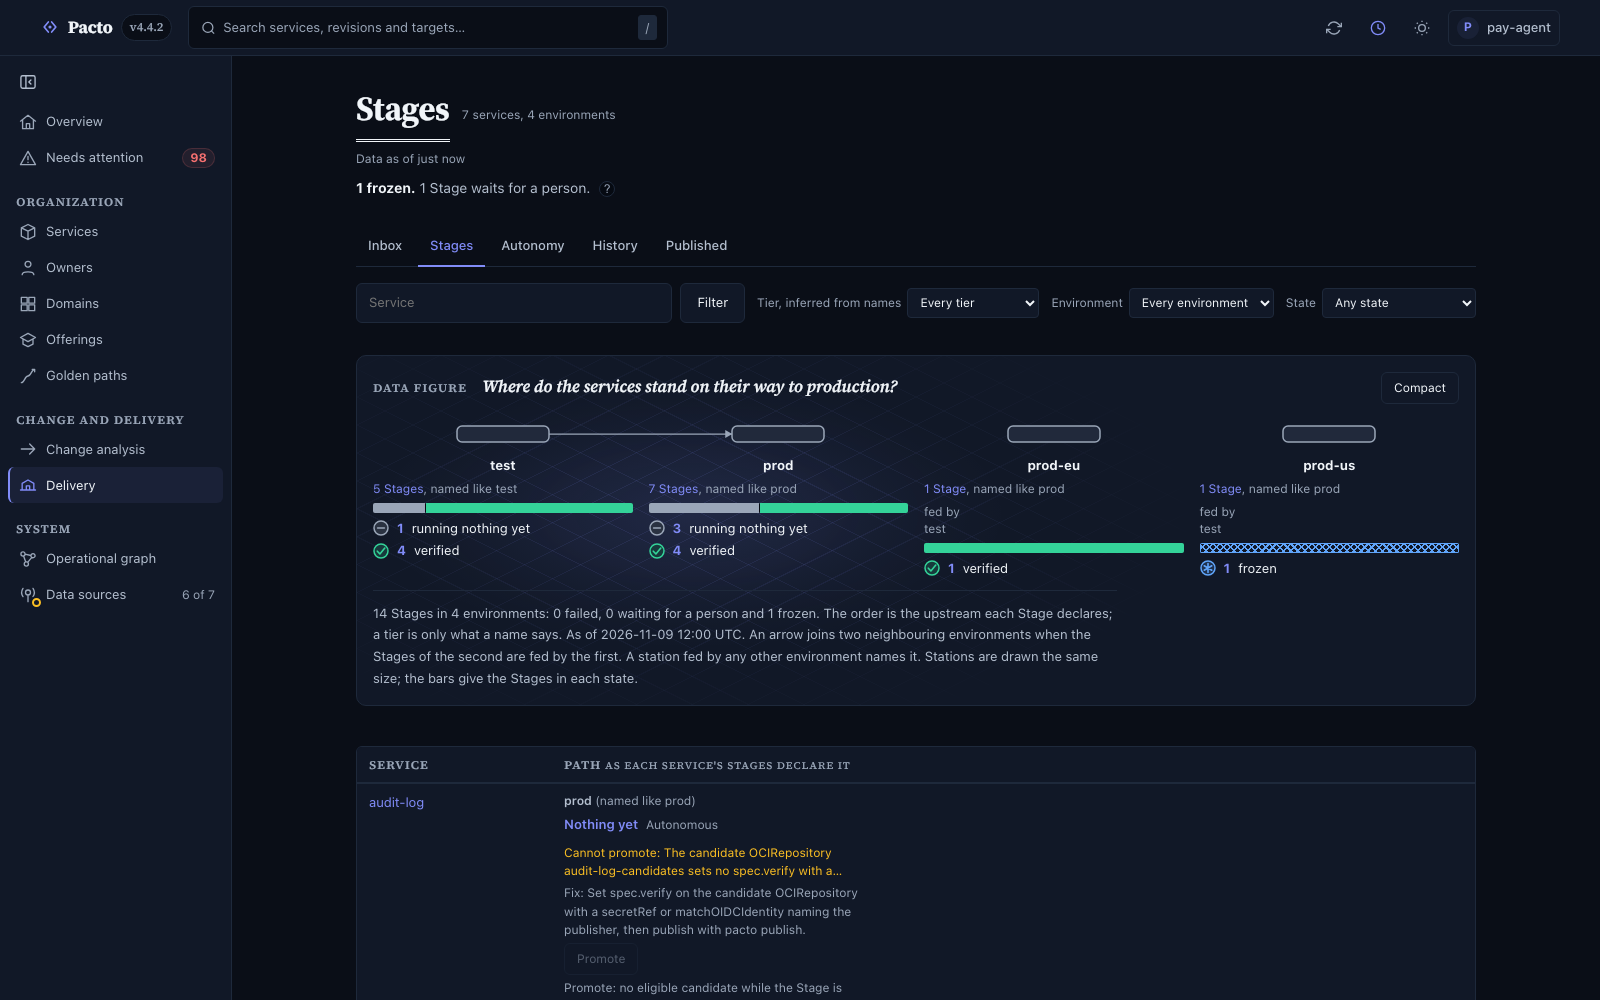 Pacto v4.4.2
Search services, revisions and targets... /
P pay-agent
Overview
Needs attention 98
ORGANIZATION
Services
Owners
Domains
Offerings
Golden paths
CHANGE AND DELIVERY
Change analysis
Delivery
SYSTEM
Operational graph
Data sources 6 of 7
Stages 7 services, 4 environments
Data as of just now
1 frozen. 1 Stage waits for a person. ?
Inbox Stages Autonomy History Published
Service Filter Tier, inferred from names Every tier Environment Every environment State Any state
DATA FIGURE Where do the services stand on their way to production? Compact
test
5 Stages, named like test
1 running nothing yet
4 verified
prod
7 Stages, named like prod
3 running nothing yet
4 verified
prod-eu
1 Stage, named like prod
fed by
test
1 verified
prod-us
1 Stage, named like prod
fed by
test
1 frozen
14 Stages in 4 environments: 0 failed, 0 waiting for a person and 1 frozen. The order is the upstream each Stage declares;
a tier is only what a name says. As of 2026-11-09 12:00 UTC. An arrow joins two neighbouring environments when the
Stages of the second are fed by the first. A station fed by any other environment names it. Stations are drawn the same
size; the bars give the Stages in each state.
SERVICE PATH AS EACH SERVICE'S STAGES DECLARE IT
audit-log
prod (named like prod)
Nothing yet Autonomous
Cannot promote: The candidate OCIRepository
audit-log-candidates sets no spec.verify with a...
Fix: Set spec.verify on the candidate OCIRepository
with a secretRef or matchOIDCIdentity naming the
publisher, then publish with pacto publish.
Promote
Promote: no eligible candidate while the Stage is